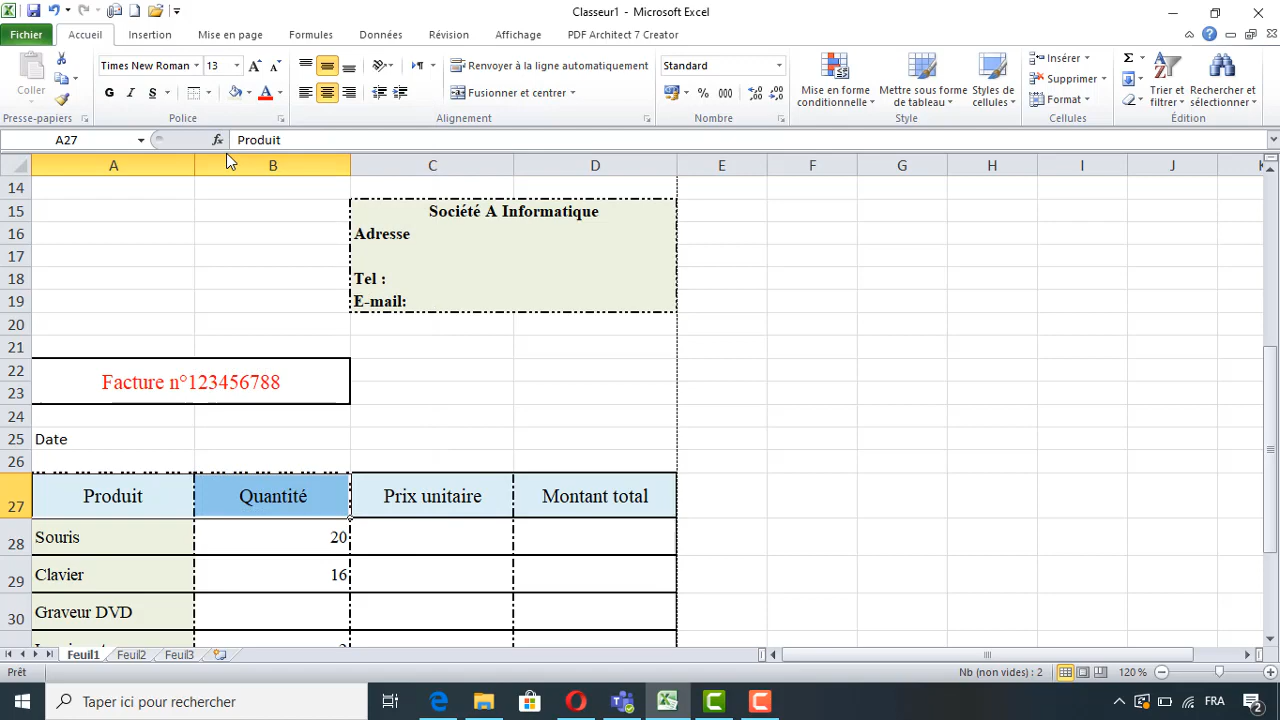 Classeur1 - Microsoft Excel
Fichier Accueil Insertion Mise en page Formules Données Révision Affichage PDF Architect 7 Creator
Coller
Presse-papiers
Times New Roman 13
G I S
Police
Renvoyer à la ligne automatiquement
Fusionner et centrer
Alignement
Standard
% 000
Nombre
Mise en forme conditionnelle
Mettre sous forme de tableau
Styles de cellules
Style
Insérer
Supprimer
Format
Cellules
Σ
Trier et filtrer
Rechercher et sélectionner
Édition
A27 fx Produit
A B C D E F G H I J
14
15 Société A Informatique
16 Adresse
17
18 Tel :
19 E-mail:
20
21
22 Facture n°123456788
23
24
25 Date
26
27 Produit Quantité Prix unitaire Montant total
28 Souris 20
29 Clavier 16
30 Graveur DVD
Feuil1 Feuil2 Feuil3
Prêt Nb (non vides) : 2 120 %
Taper ici pour rechercher FRA 2